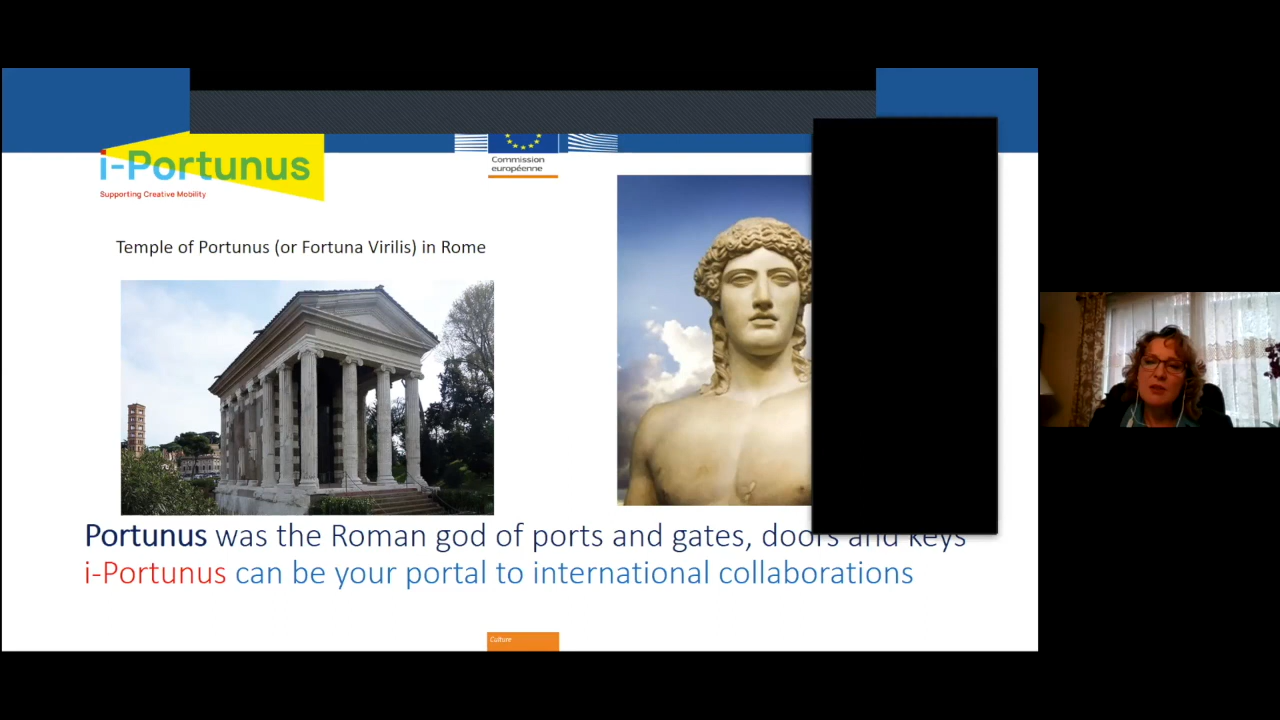 i-Portunus
Supporting Creative Mobility
Commission
européenne
Temple of Portunus (or Fortuna Virilis) in Rome
Portunus was the Roman god of ports and gates, doors and keys
i-Portunus can be your portal to international collaborations
Culture